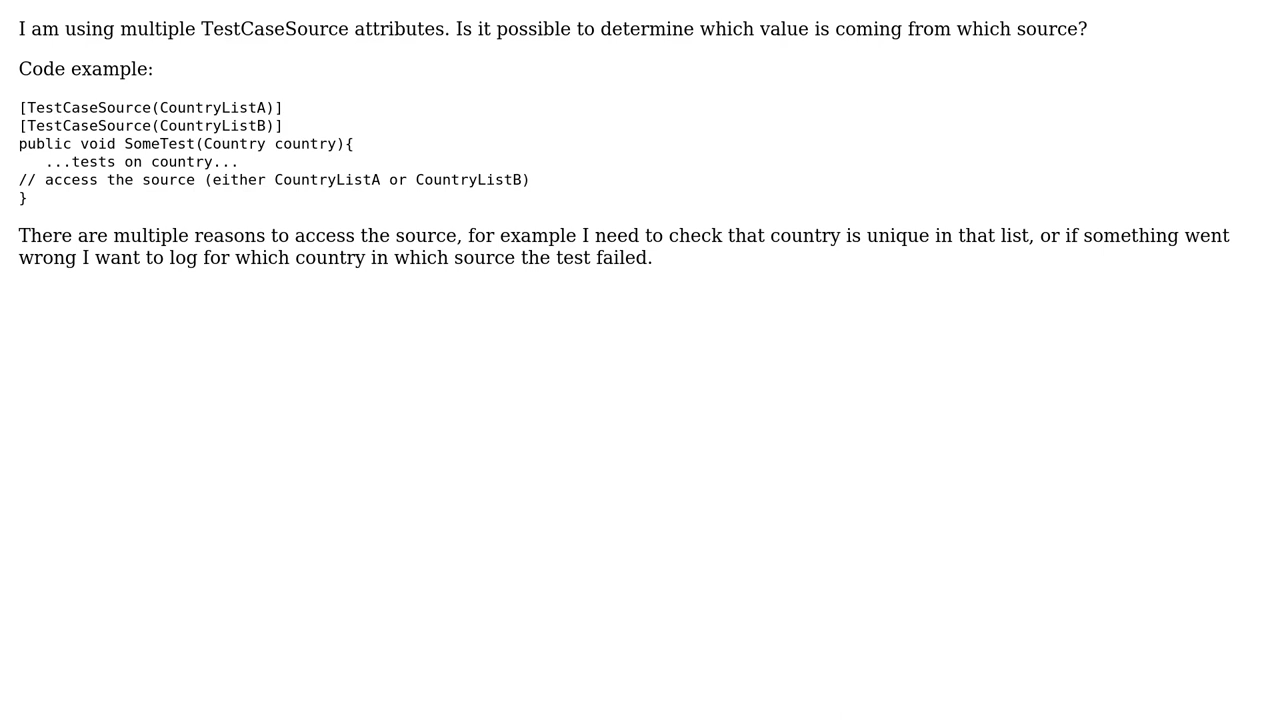 I am using multiple TestCaseSource attributes. Is it possible to determine which value is coming from which source?
Code example:
[TestCaseSource(CountryListA)]
[TestCaseSource(CountryListB)]
public void SomeTest(Country country){
   ...tests on country...
// access the source (either CountryListA or CountryListB)
}
There are multiple reasons to access the source, for example I need to check that country is unique in that list, or if something went
wrong I want to log for which country in which source the test failed.